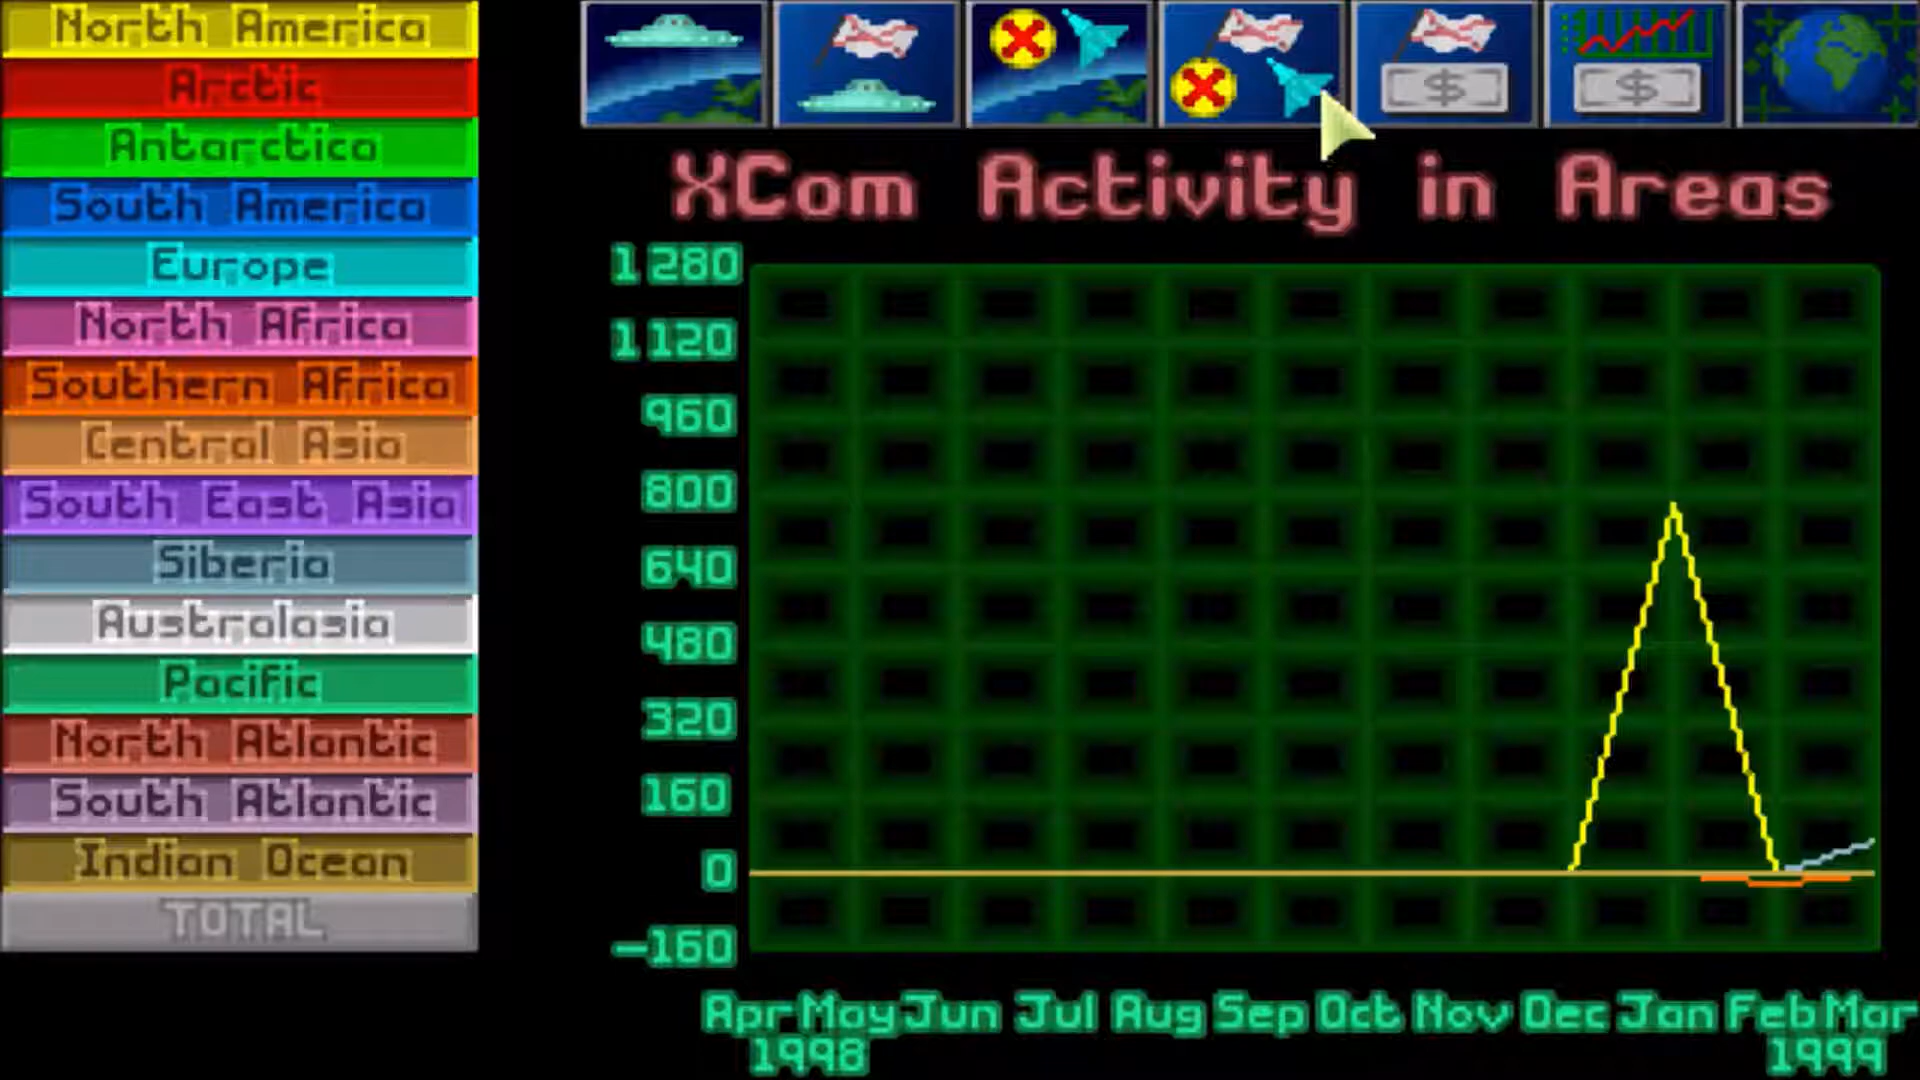 North America
Arctic
Antarctica
South America
Europe
North Africa
Southern Africa
Central Asia
South East Asia
Siberia
Australasia
Pacific
North Atlantic
South Atlantic
Indian Ocean
TOTAL
$ $
XCom Activity in Areas
1280
1120
960
800
640
480
320
160
0
-160
Apr May Jun Jul Aug Sep Oct Nov Dec Jan Feb Mar
1998 1999